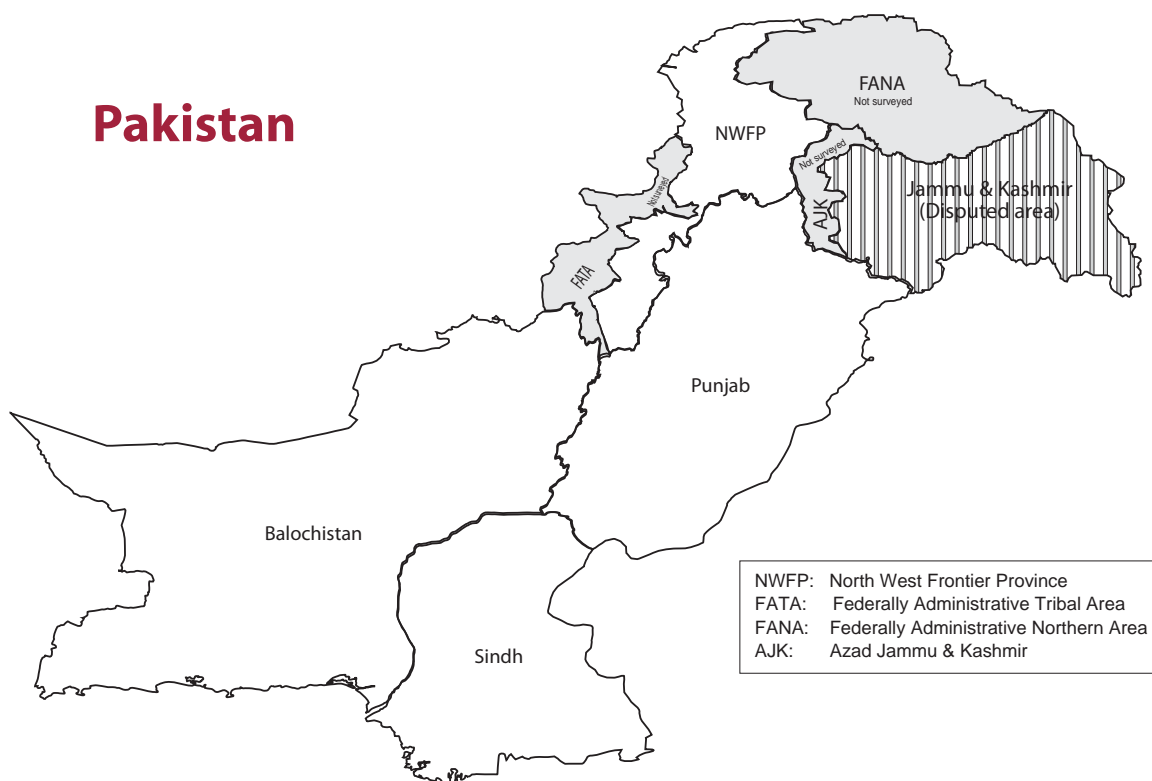 Pakistan
FANA
Not surveyed
NWFP
Not surveyed
Not surveyed
Jammu & Kashmir
(Disputed area)
AJK
FATA
Punjab
Balochistan
Sindh
NWFP: North West Frontier Province
FATA: Federally Administrative Tribal Area
FANA: Federally Administrative Northern Area
AJK: Azad Jammu & Kashmir